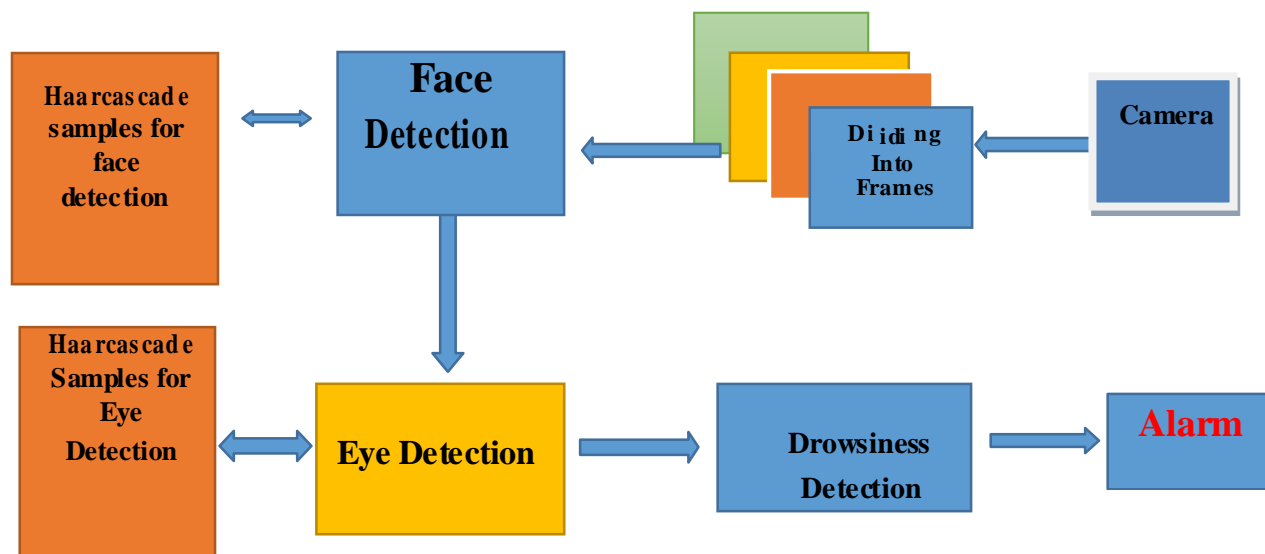 Haarcascade
samples for
face
detection
Face
Detection
Diiding
Into
Frames
Camera
Haarcascade
Samples for
Eye
Detection
Eye Detection
Drowsiness
Detection
Alarm